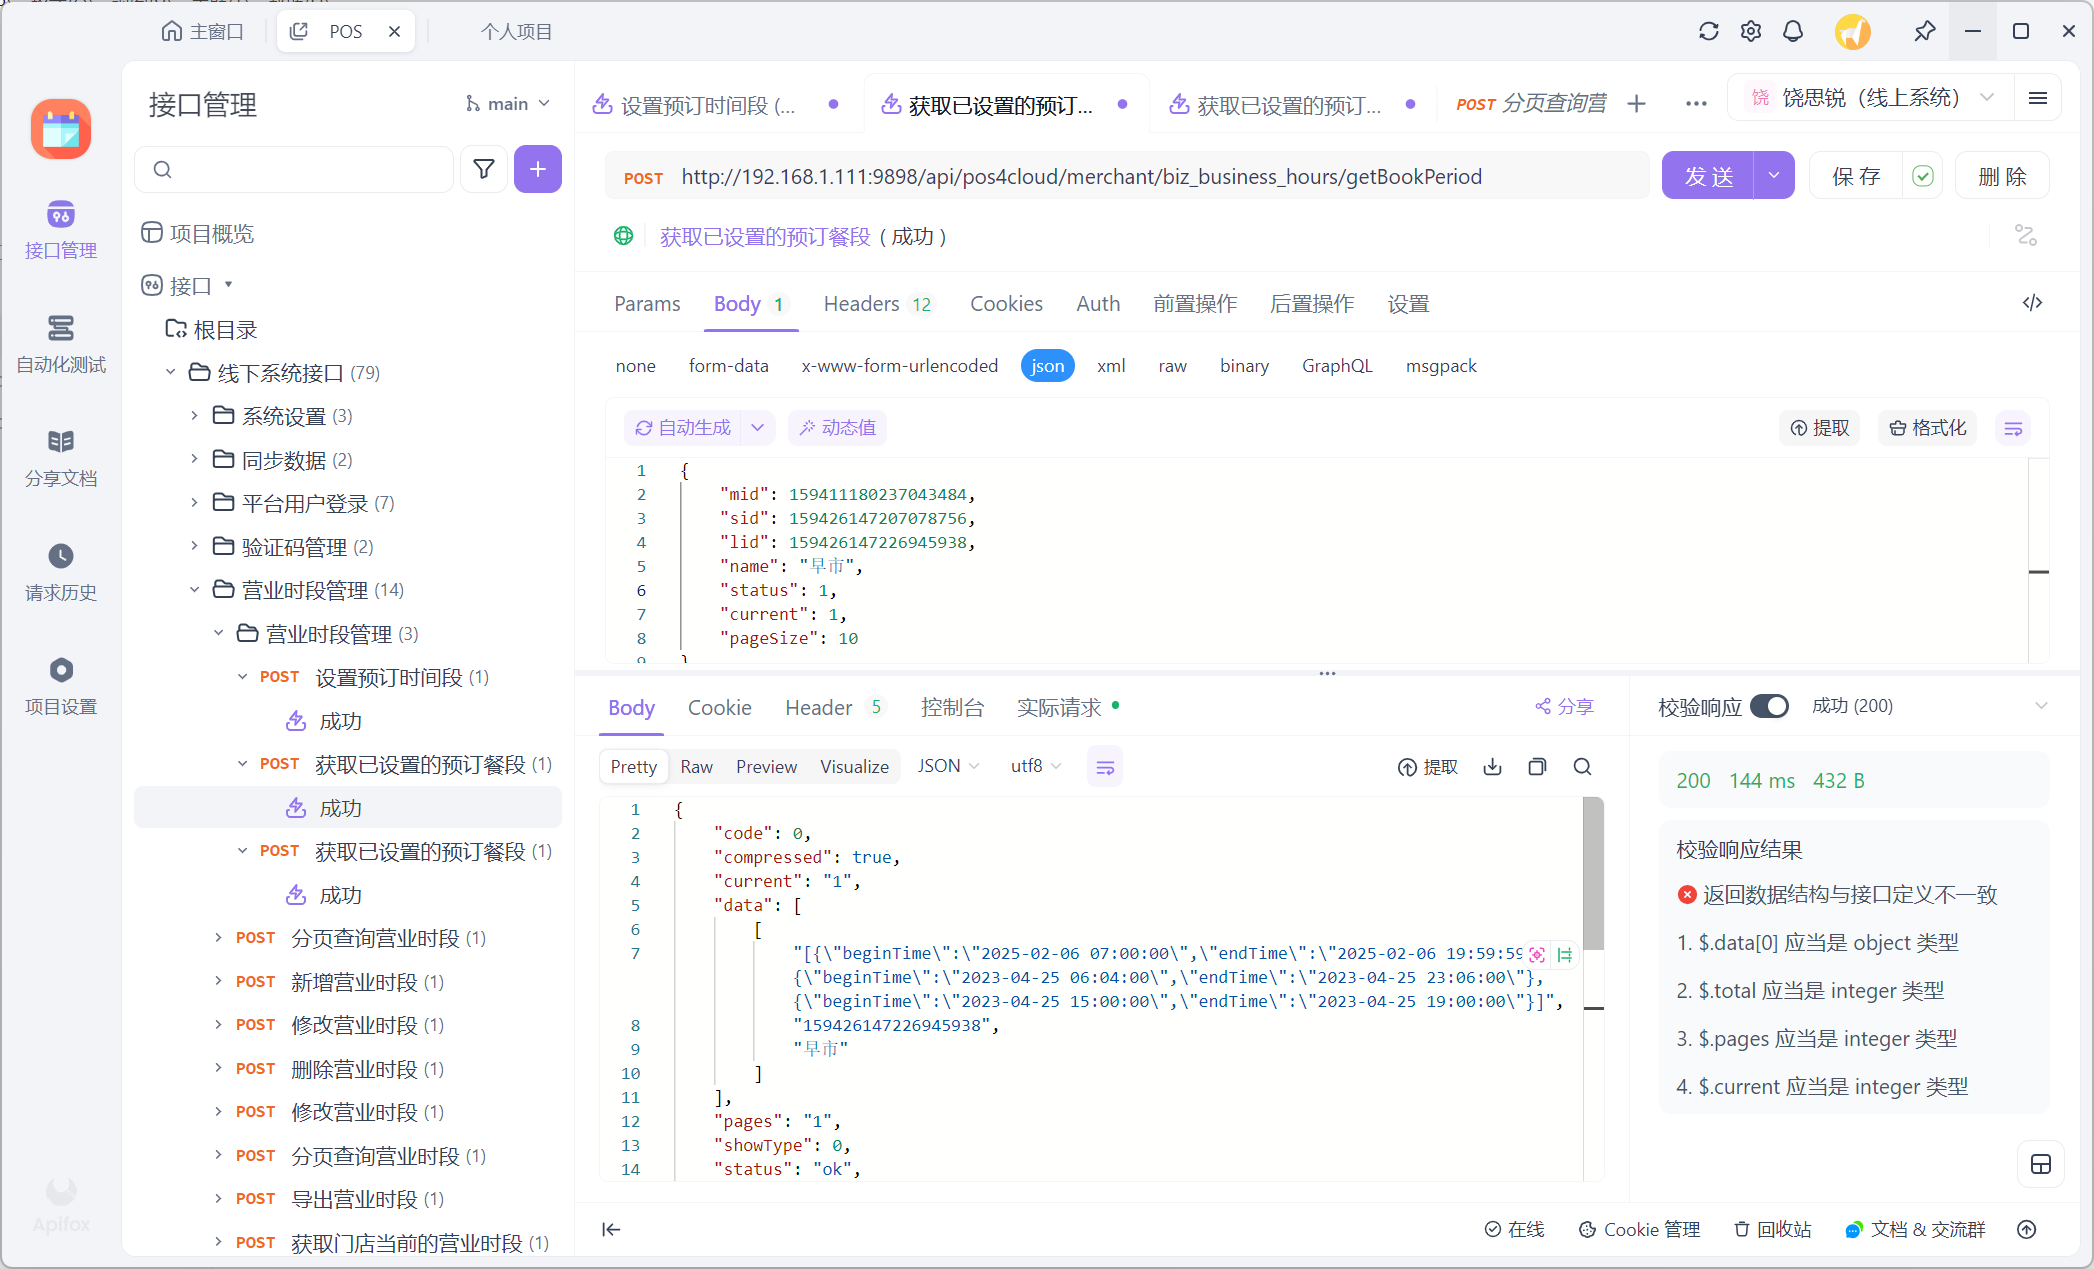 主窗口
POS
个人项目
接口管理
main
接口管理
自动化测试
分享文档
请求历史
项目设置
Apifox
项目概览
接口
根目录
线下系统接口 (79)
系统设置 (3)
同步数据 (2)
平台用户登录 (7)
验证码管理 (2)
营业时段管理 (14)
营业时段管理 (3)
POST 设置预订时间段 (1)
成功
POST 获取已设置的预订餐段 (1)
成功
POST 获取已设置的预订餐段 (1)
成功
POST 分页查询营业时段 (1)
POST 新增营业时段 (1)
POST 修改营业时段 (1)
POST 删除营业时段 (1)
POST 修改营业时段 (1)
POST 分页查询营业时段 (1)
POST 导出营业时段 (1)
POST 获取门店当前的营业时段 (1)
设置预订时间段 (...
获取已设置的预订...
获取已设置的预订...
POST 分页查询营
饶 饶思锐（线上系统）
POST http://192.168.1.111:9898/api/pos4cloud/merchant/biz_business_hours/getBookPeriod
发送
保存
删除
获取已设置的预订餐段 ( 成功 )
Params Body 1 Headers 12 Cookies Auth 前置操作 后置操作 设置
none form-data x-www-form-urlencoded json xml raw binary GraphQL msgpack
自动生成 动态值 提取 格式化
1 {
2 "mid": 159411180237043484,
3 "sid": 159426147207078756,
4 "lid": 159426147226945938,
5 "name": "早市",
6 "status": 1,
7 "current": 1,
8 "pageSize": 10
9 }
Body Cookie Header 5 控制台 实际请求 分享
Pretty Raw Preview Visualize JSON utf8 提取
1 {
2 "code": 0,
3 "compressed": true,
4 "current": "1",
5 "data": [
6 [
7 "[{\"beginTime\":\"2025-02-06 07:00:00\",\"endTime\":\"2025-02-06 19:59:59
{\"beginTime\":\"2023-04-25 06:04:00\",\"endTime\":\"2023-04-25 23:06:00\"},
{\"beginTime\":\"2023-04-25 15:00:00\",\"endTime\":\"2023-04-25 19:00:00\"}]",
8 "159426147226945938",
9 "早市"
10 ]
11 ],
12 "pages": "1",
13 "showType": 0,
14 "status": "ok",
校验响应 成功 (200)
200 144 ms 432 B
校验响应结果
返回数据结构与接口定义不一致
1. $.data[0] 应当是 object 类型
2. $.total 应当是 integer 类型
3. $.pages 应当是 integer 类型
4. $.current 应当是 integer 类型
在线 Cookie 管理 回收站 文档 & 交流群